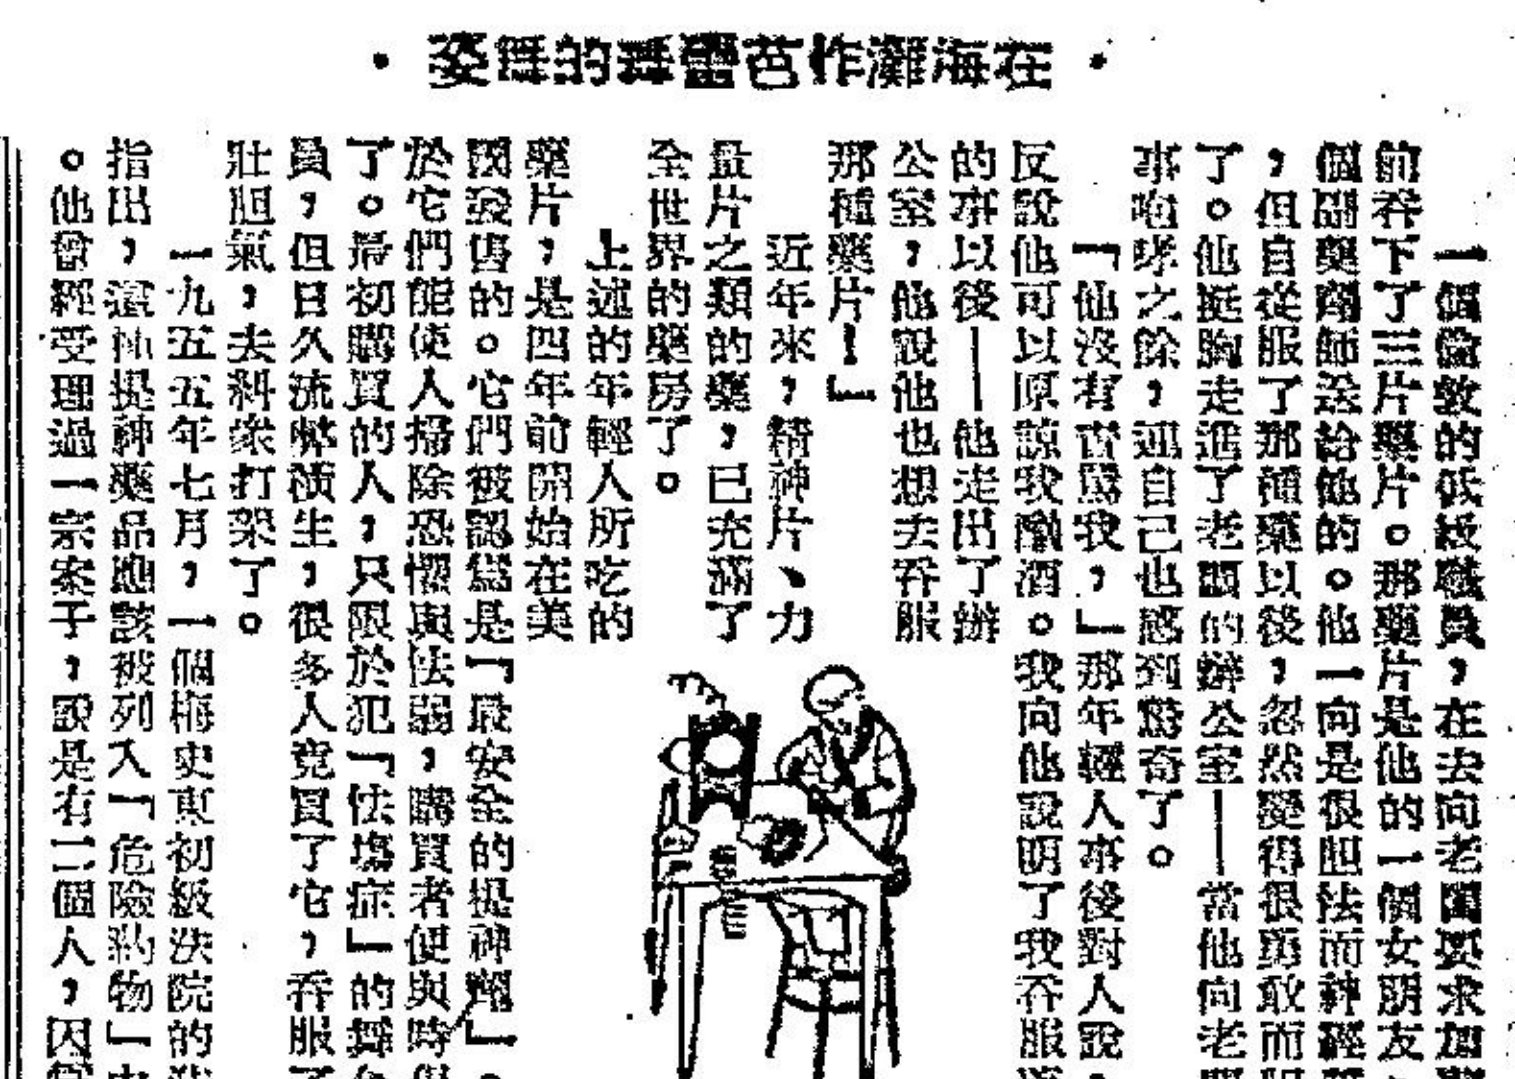 ·在海灘作芭蕾舞的舞姿·
一個倫敦的低級職員，在去向老闆要求加
前吞下了三片藥片。那藥片是他的一個女朋友
個副藥劑師送給他的。他一向是很胆怯而神經
，但自從服了那種藥以後，忽然變得很勇敢而
了。他挺胸走進了老闆的辦公室——當他向老
事咆哮之餘，連自己也感到驚奇了。
「他沒有責罵我，」那年輕人事後對人說，
反說他可以原諒我酗酒。我向他說明了我吞服
的事以後——他走出了辦
公室，他說他也想去吞服
那種藥片！」
近年來，精神片、力
量片之類的藥，已充滿了
全世界的藥房了。
上述的年輕人所吃的
藥片，是四年前開始在美
國發售的。它們被認為是「最安全的提神劑」。
於它們能使人掃除恐懼與怯弱，購買者便與時俱
了。最初購買的人，只限於犯「怯場症」的舞台
員，但日久流弊橫生，很多人竟買了它，吞服了
壯胆氣，去糾衆打架了。
一九五五年七月，一個梅史東初級法院的
指出，這種提神藥品應該被列入「危險藥物」
。他曾經受理過一宗案子，說是有二個人，因